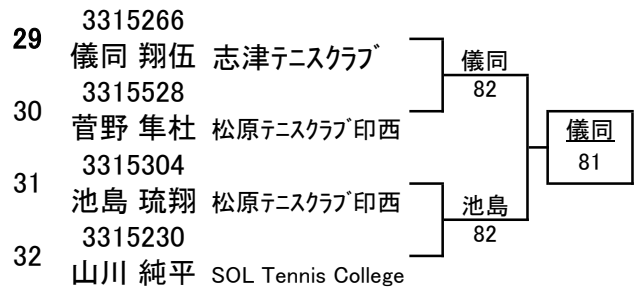 3315266
29 儀同 翔伍 志津テニスクラブ
儀同
82
3315528
30 菅野 隼杜 松原テニスクラブ印西
儀同
81
3315304
31 池島 琉翔 松原テニスクラブ印西
池島
82
3315230
32 山川 純平 SOL Tennis College